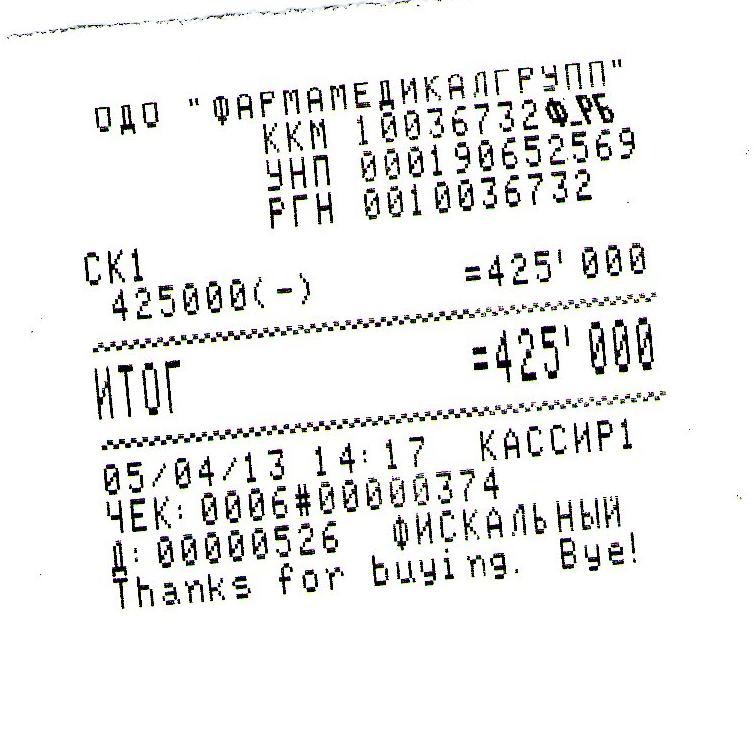 ОДО "ФАРМАМЕДИКАЛГРУПП"
ККМ 10036732Ф_РБ
УНП 000190652569
РГН 0010036732
СК1
425000(-) =425'000
ИТОГ =425'000
05/04/13 14:17 КАССИР1
ЧЕК:0006#00000374
Д:00000526 ФИСКАЛЬНЫЙ
Thanks for buying. Bye!